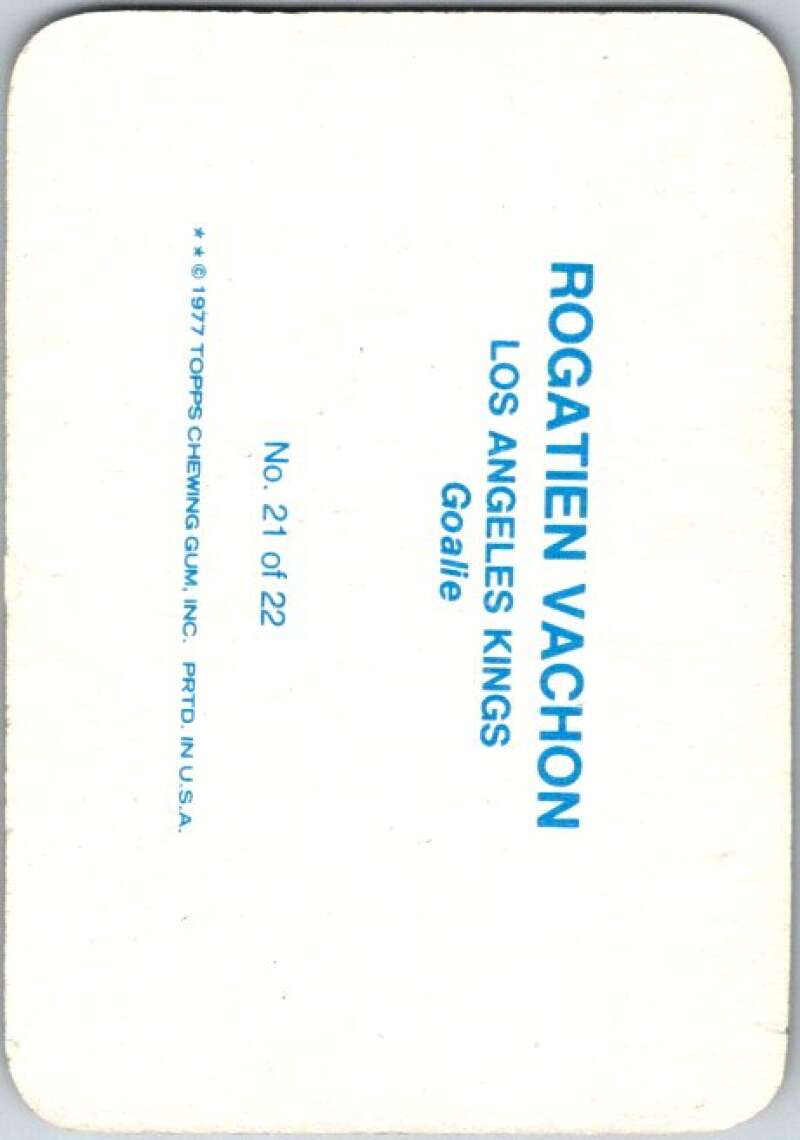 ROGATIEN VACHON
LOS ANGELES KINGS
Goalie
No. 21 of 22
* * © 1977 TOPPS CHEWING GUM, INC. PRTD. IN U.S.A.